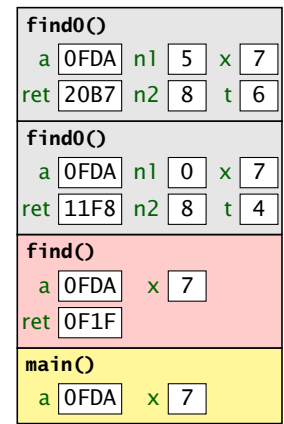 find0()
a 0FDA n1 5 x 7
ret 20B7 n2 8 t 6
find0()
a 0FDA n1 0 x 7
ret 11F8 n2 8 t 4
find()
a 0FDA x 7
ret 0F1F
main()
a 0FDA x 7